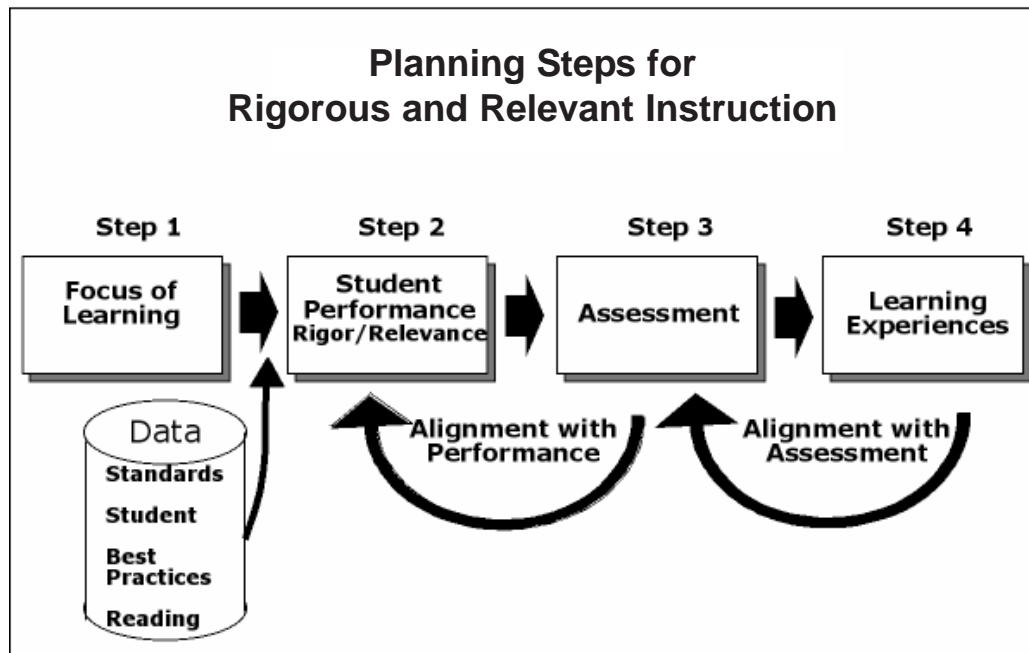 Planning Steps for
Rigorous and Relevant Instruction
Step 1
Step 2
Step 3
Step 4
Focus of
Learning
Student
Performance
Rigor/Relevance
Assessment
Learning
Experiences
Data
Standards
Student
Best
Practices
Reading
Alignment with
Performance
Alignment with
Assessment